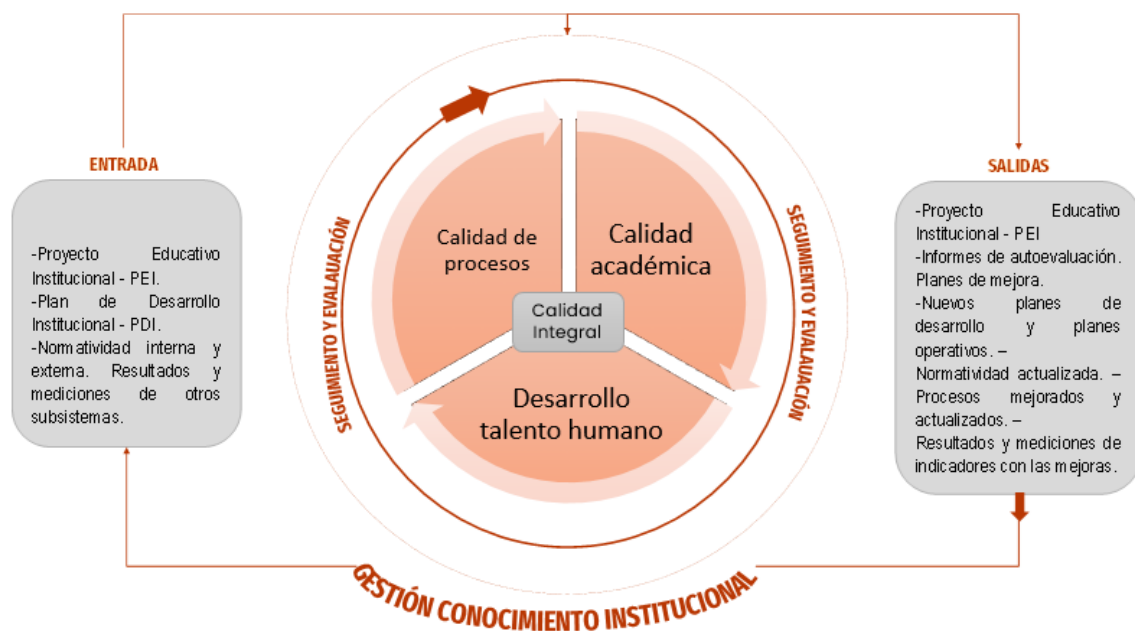 ENTRADA
-Proyecto Educativo
Institucional - PEI.
-Plan de Desarrollo
Institucional - PDI.
-Normatividad interna y
externa. Resultados y
mediciones de otros
subsistemas.
SEGUIMIENTO Y EVALAUACIÓN
Calidad de
procesos
Calidad
académica
Calidad
Integral
Desarrollo
talento humano
SEGUIMIENTO Y EVALAUACIÓN
SALIDAS
-Proyecto Educativo
Institucional - PEI
-Informes de autoevaluación.
Planes de mejora.
-Nuevos planes de
desarrollo y planes
operativos. –
Normatividad actualizada. –
Procesos mejorados y
actualizados. –
Resultados y mediciones de
indicadores con las mejoras.
GESTIÓN CONOCIMIENTO INSTITUCIONAL